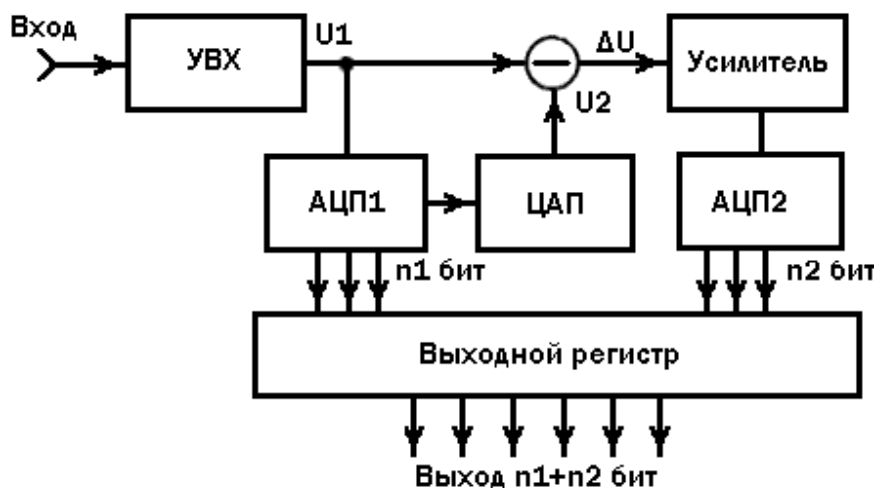 Вход
УВХ
U1
ΔU
Усилитель
U2
АЦП1
ЦАП
АЦП2
n1 бит
n2 бит
Выходной регистр
Выход n1+n2 бит